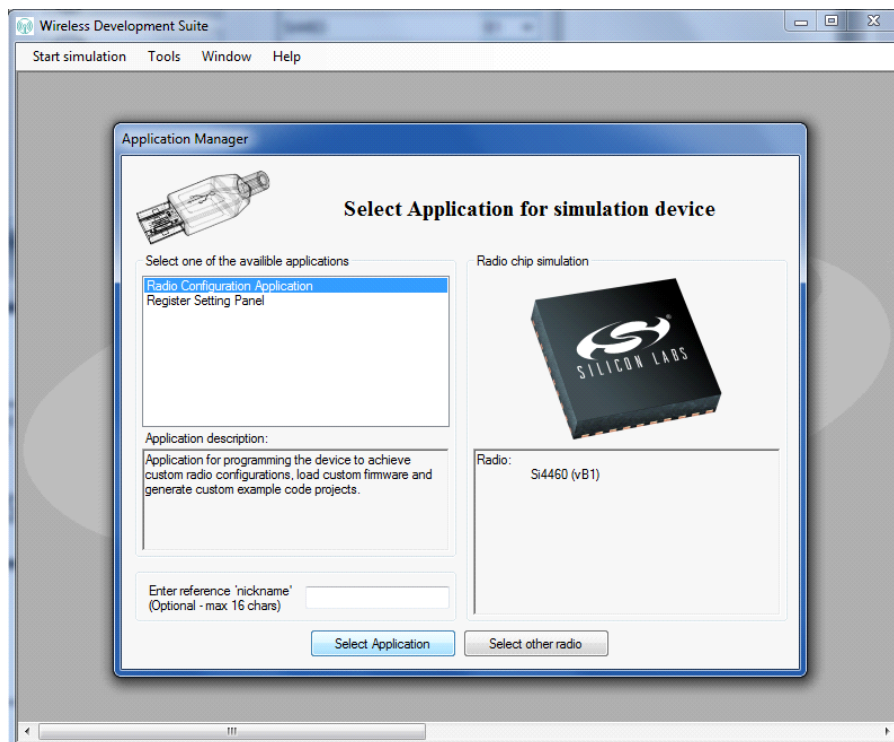 Wireless Development Suite
Start simulation Tools Window Help
Application Manager
Select Application for simulation device
Select one of the availible applications
Radio Configuration Application
Register Setting Panel
Application description:
Application for programming the device to achieve
custom radio configurations, load custom firmware and
generate custom example code projects.
Enter reference 'nickname'
(Optional - max 16 chars)
Radio chip simulation
SILICON LABS
Radio:
Si4460 (vB1)
Select Application
Select other radio